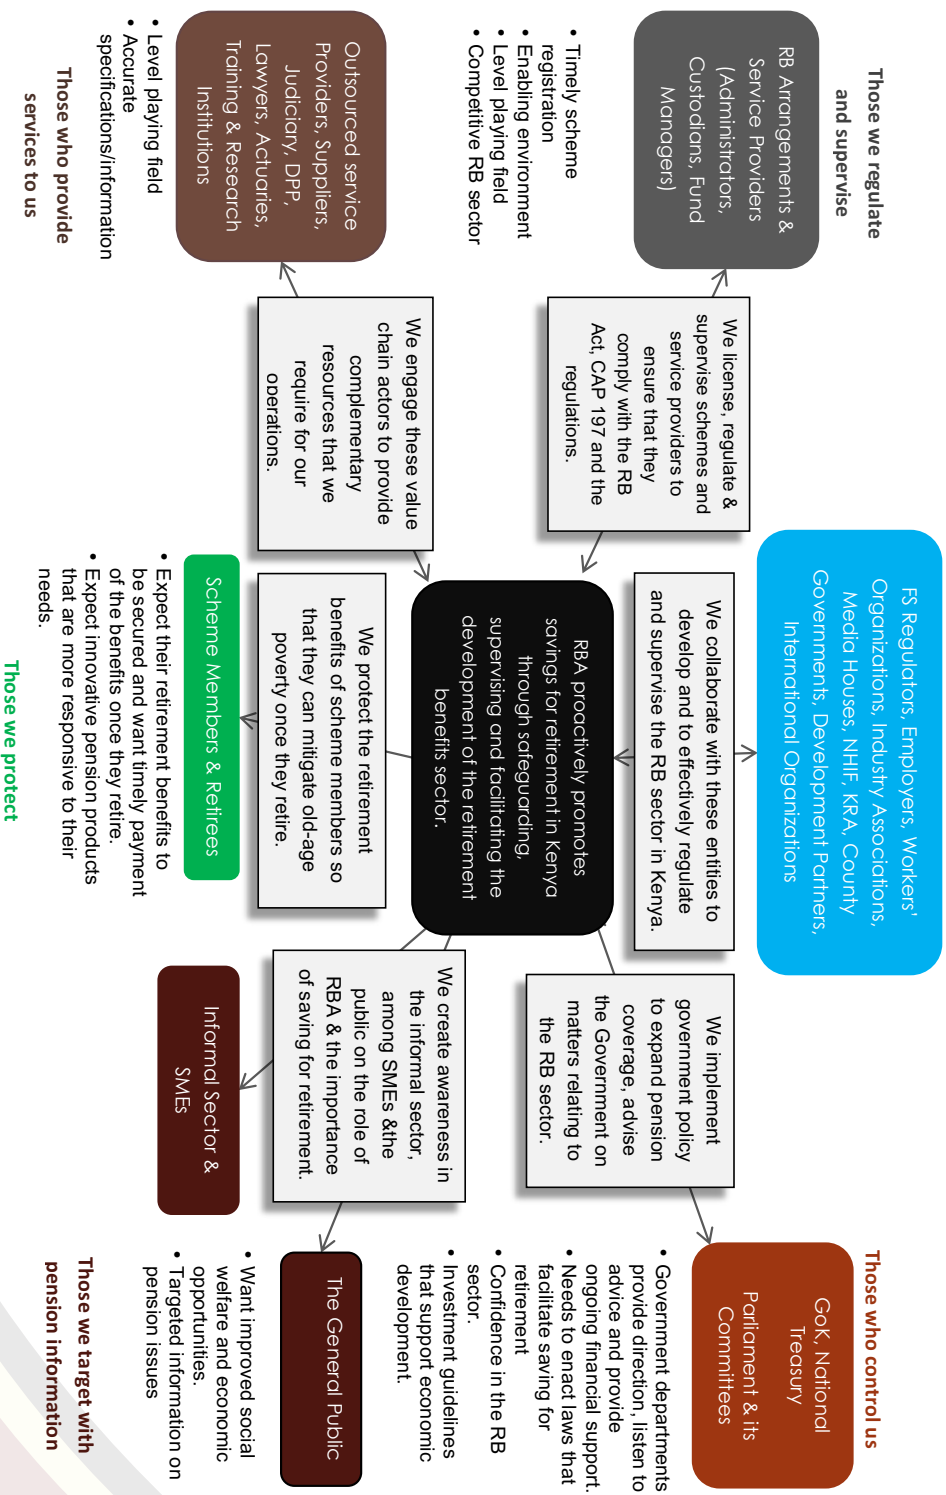 Those we regulate
and supervise
RB Arrangements &
Service Providers
(Administrators,
Custodians, Fund
Managers)
• Timely scheme
registration
• Enabling environment
• Level playing field
• Competitive RB sector
We license, regulate &
supervise schemes and
service providers to
ensure that they
comply with the RB
Act, CAP 197 and the
regulations.
FS Regulators, Employers, Workers'
Organizations, Industry Associations,
Media Houses, NHIF, KRA, County
Governments, Development Partners,
International Organizations
We collaborate with these entities to
develop and to effectively regulate
and supervise the RB sector in Kenya.
Those who control us
GoK, National
Treasury
Parliament & its
Committees
• Government departments
provide direction, listen to
advice and provide
ongoing financial support.
• Needs to enact laws that
facilitate saving for
retirement
• Confidence in the RB
sector.
• Investment guidelines
that support economic
development.
We implement
government policy
to expand pension
coverage, advise
the Government on
matters relating to
the RB sector.
RBA proactively promotes
savings for retirement in Kenya
through safeguarding,
supervising and facilitating the
development of the retirement
benefits sector.
Outsourced service
Providers, Suppliers,
Judiciary, DPP,
Lawyers, Actuaries,
Training & Research
Institutions
• Level playing field
• Accurate
specifications/information
Those who provide
services to us
We engage these value
chain actors to provide
complementary
resources that we
require for our
operations.
We protect the retirement
benefits of scheme members so
that they can mitigate old-age
poverty once they retire.
Scheme Members & Retirees
• Expect their retirement benefits to
be secured and want timely payment
of the benefits once they retire.
• Expect innovative pension products
that are more responsive to their
needs.
Those we protect
We create awareness in
the informal sector,
among SMEs &the
public on the role of
RBA & the importance
of saving for retirement.
Informal Sector &
SMEs
The General Public
• Want improved social
welfare and economic
opportunities.
• Targeted information on
pension issues
Those we target with
pension information